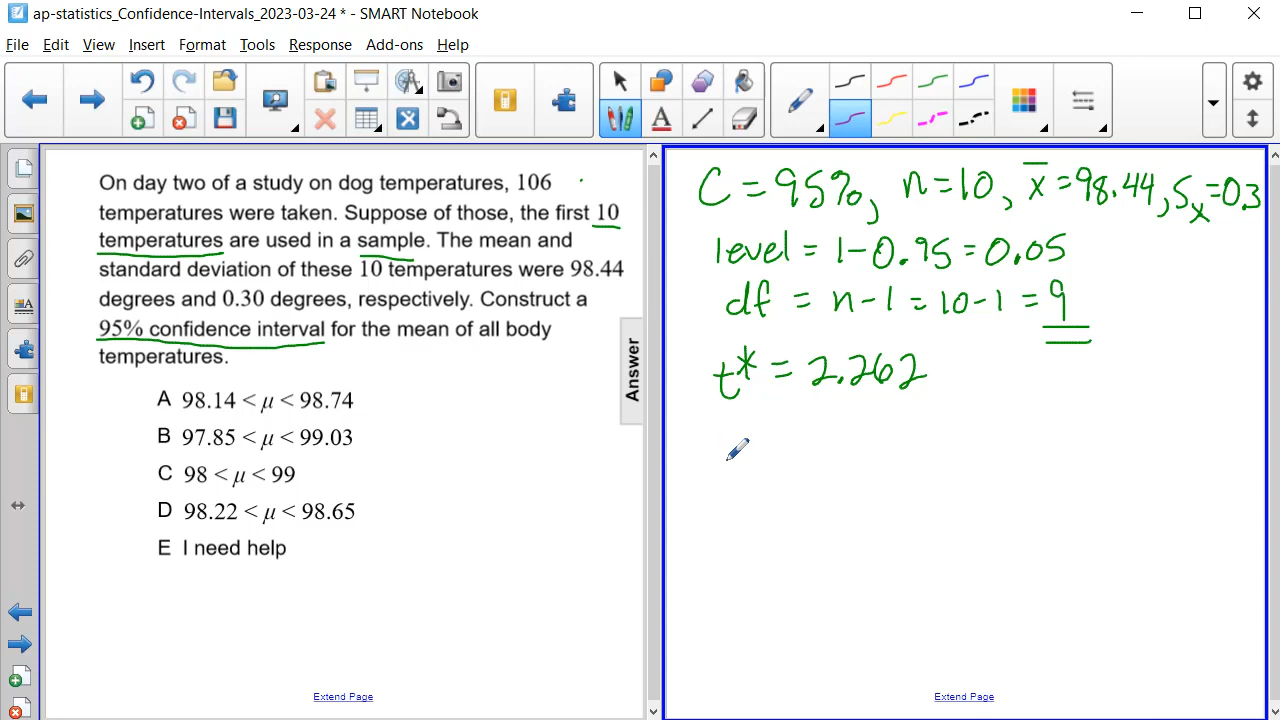 ap-statistics_Confidence-Intervals_2023-03-24 * - SMART Notebook
File Edit View Insert Format Tools Response Add-ons Help
On day two of a study on dog temperatures, 106
temperatures were taken. Suppose of those, the first 10
temperatures are used in a sample. The mean and
standard deviation of these 10 temperatures were 98.44
degrees and 0.30 degrees, respectively. Construct a
95% confidence interval for the mean of all body
temperatures.
A 98.14 < μ < 98.74
B 97.85 < μ < 99.03
C 98 < μ < 99
D 98.22 < μ < 98.65
E I need help
Answer
Extend Page
C = 95%, n = 10, x̄ = 98.44, Sₓ = 0.3
level = 1 - 0.95 = 0.05
df = n - 1 = 10 - 1 = 9
t* = 2.262
Extend Page